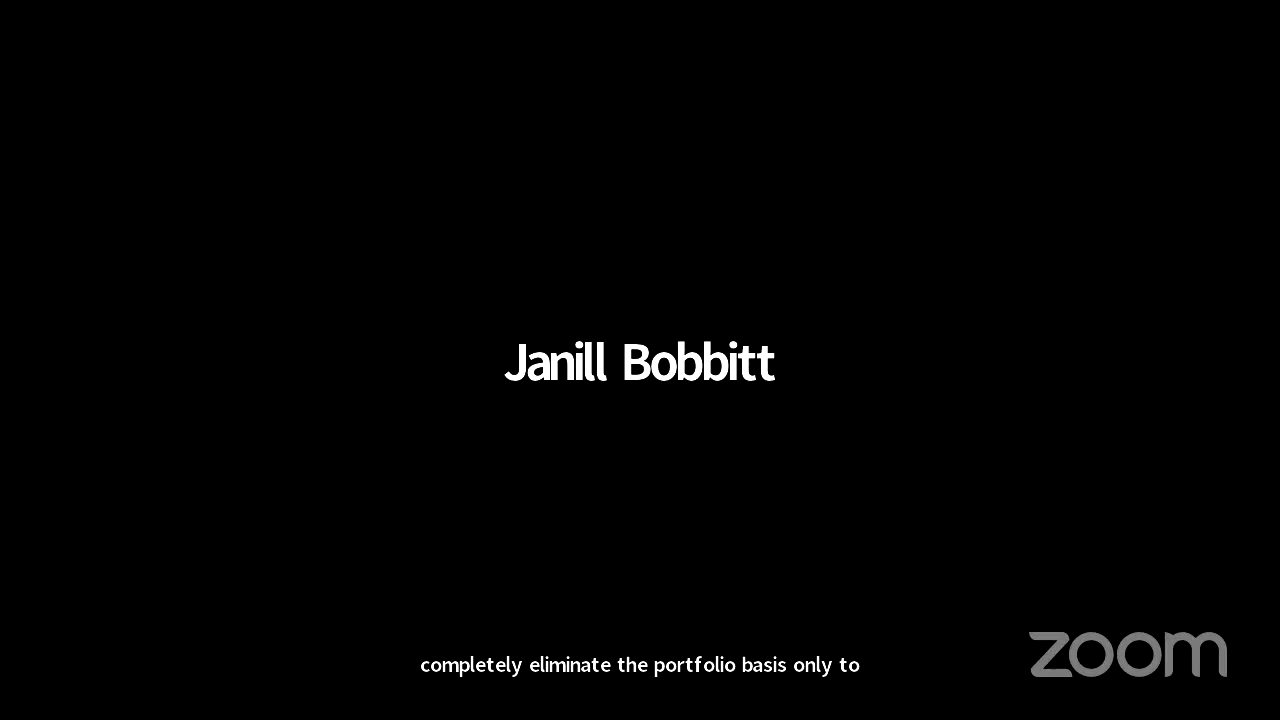 Janill Bobbitt
completely eliminate the portfolio basis only to
zoom